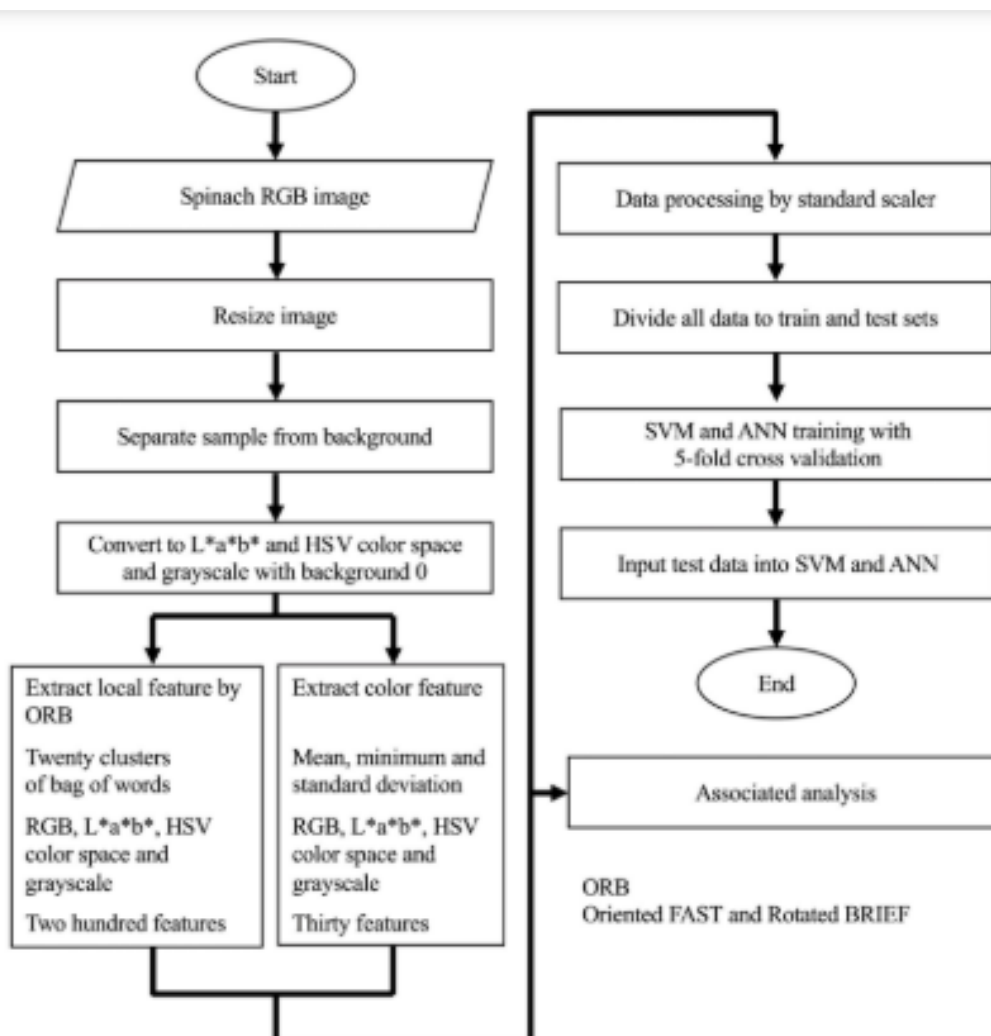 Start
Spinach RGB image
Resize image
Separate sample from background
Convert to L*a*b* and HSV color space
and grayscale with background 0
Extract local feature by
ORB
Twenty clusters
of bag of words
RGB, L*a*b*, HSV
color space and
grayscale
Two hundred features
Extract color feature
Mean, minimum and
standard deviation
RGB, L*a*b*, HSV
color space and
grayscale
Thirty features
Data processing by standard scaler
Divide all data to train and test sets
SVM and ANN training with
5-fold cross validation
Input test data into SVM and ANN
End
Associated analysis
ORB
Oriented FAST and Rotated BRIEF